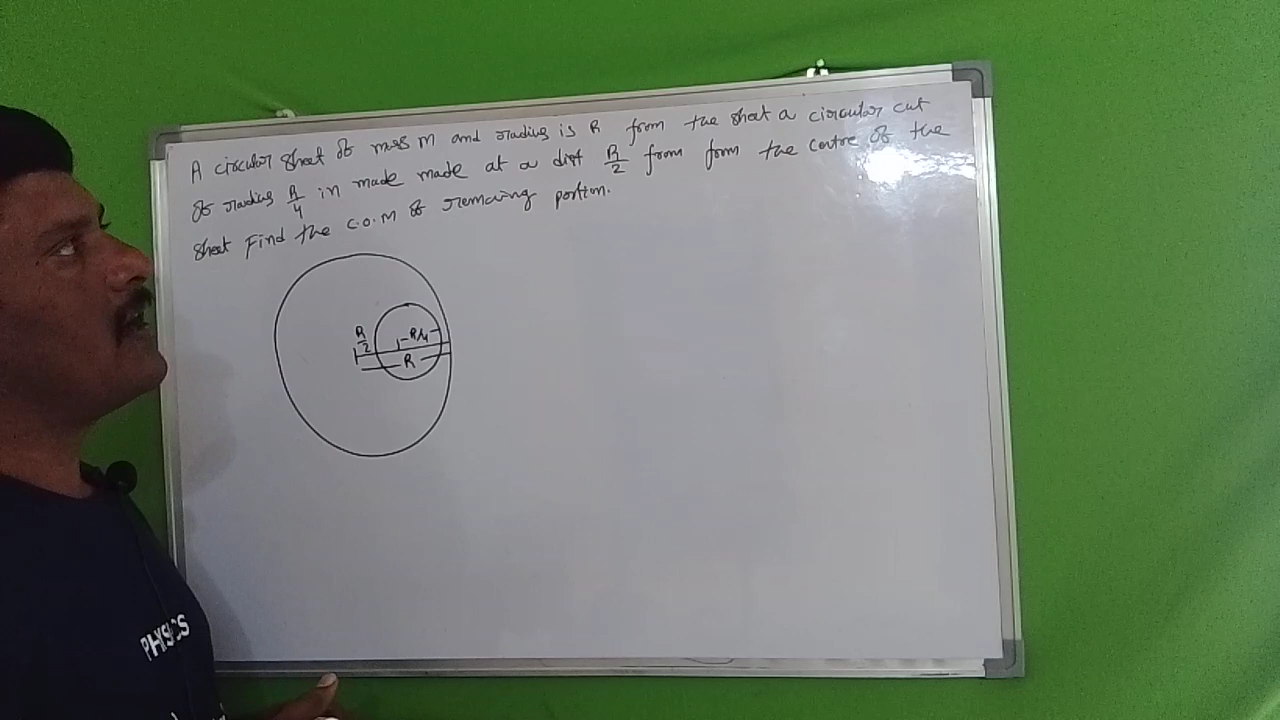 A circular sheet of mass M and radius is R from the sheet a circular cut
of radius R/4 in made made at a dist R/2 from from the centre of the
sheet Find the C.O.M of remaing portion.
R/2
R/4
R
PHYSICS